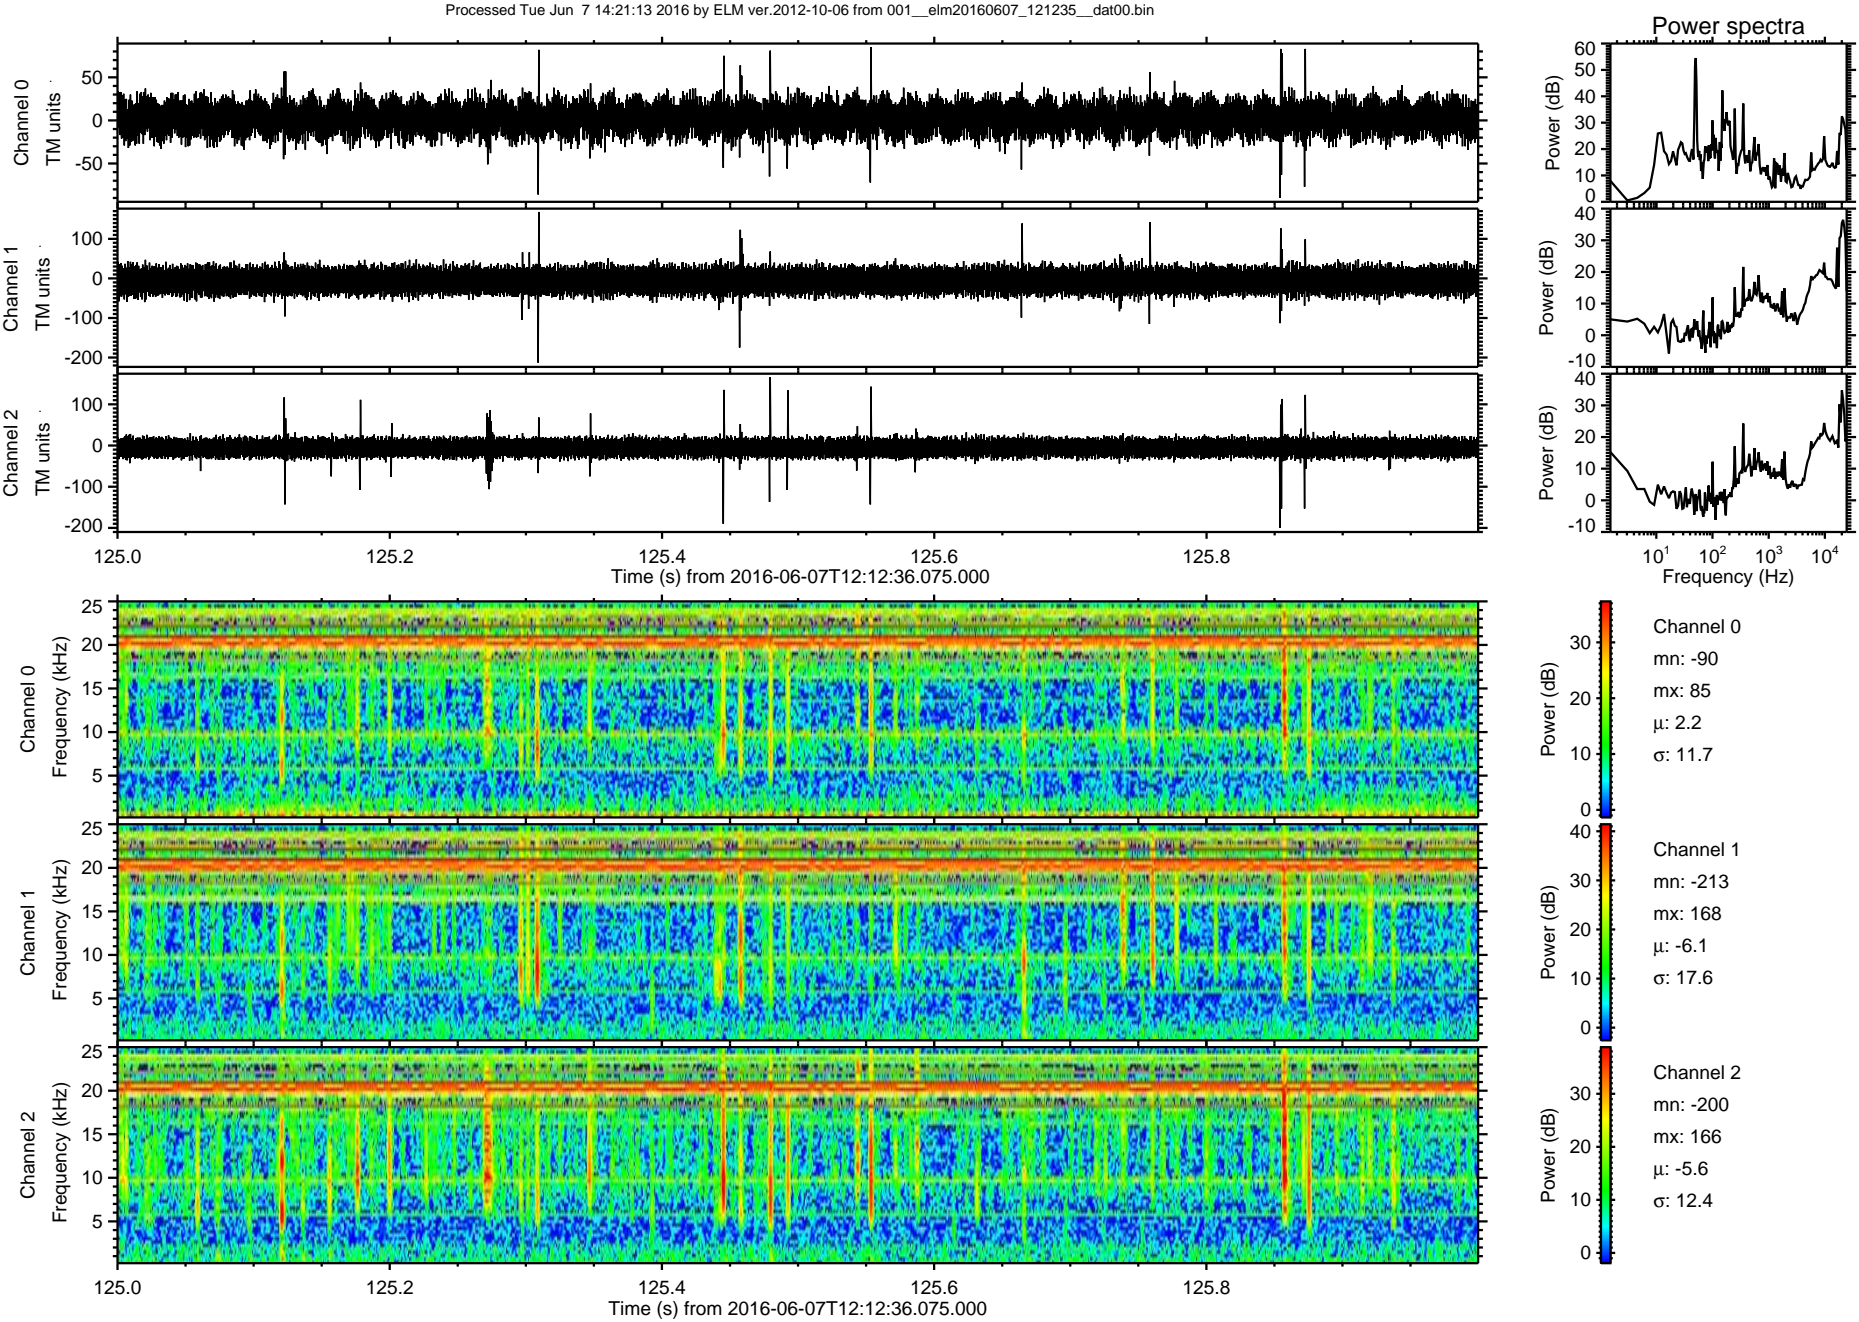 Processed Tue Jun 7 14:21:13 2016 by ELM ver.2012-10-06 from 001__elm20160607_121235__dat00.bin
Power spectra
Channel 0
TM units
50
0
-50
Power (dB)
60
50
40
30
20
10
0
Channel 1
TM units
100
0
-100
-200
Power (dB)
40
30
20
10
0
-10
Channel 2
TM units
100
0
-100
-200
Power (dB)
40
30
20
10
0
-10
125.0 125.2 125.4 125.6 125.8
Time (s) from 2016-06-07T12:12:36.075.000
10¹ 10² 10³ 10⁴
Frequency (Hz)
Channel 0
Frequency (kHz)
25
20
15
10
5
Power (dB)
30
20
10
0
Channel 0
mn: -90
mx: 85
μ: 2.2
σ: 11.7
Channel 1
Frequency (kHz)
25
20
15
10
5
Power (dB)
40
30
20
10
0
Channel 1
mn: -213
mx: 168
μ: -6.1
σ: 17.6
Channel 2
Frequency (kHz)
25
20
15
10
5
Power (dB)
30
20
10
0
Channel 2
mn: -200
mx: 166
μ: -5.6
σ: 12.4
125.0 125.2 125.4 125.6 125.8
Time (s) from 2016-06-07T12:12:36.075.000